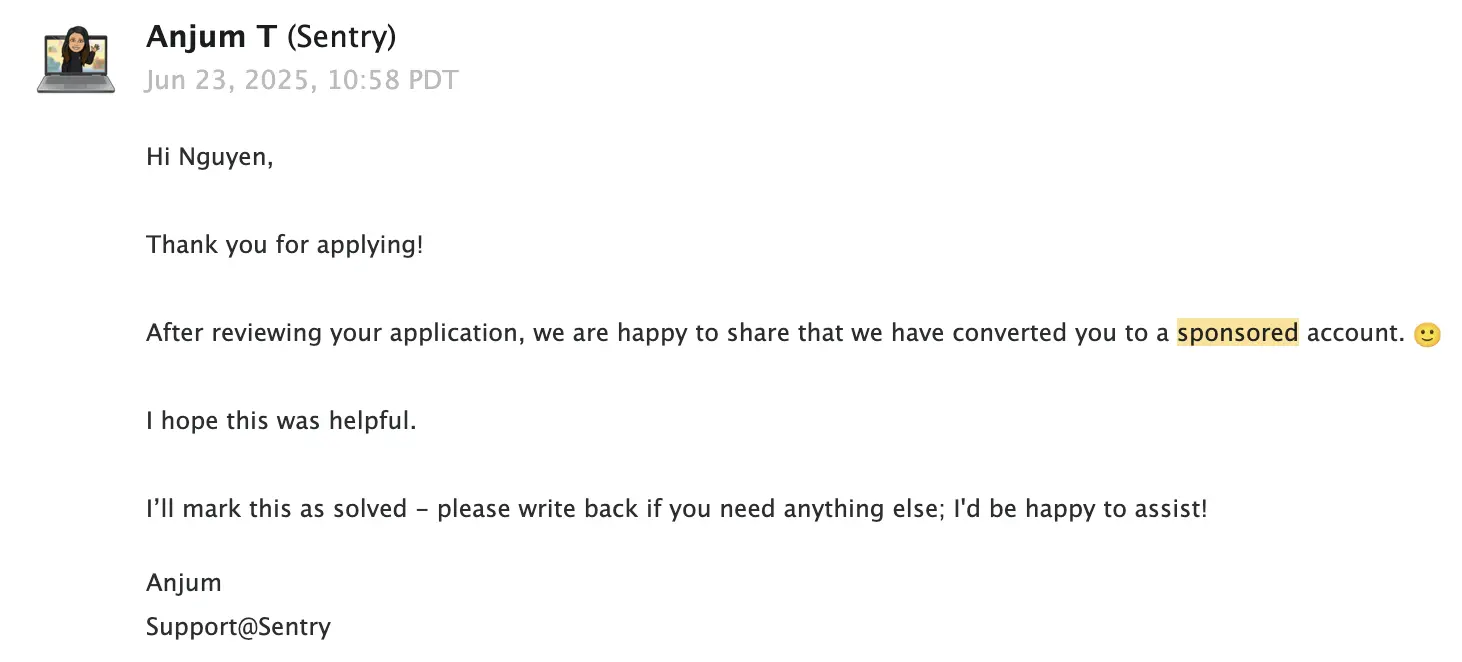 Anjum T (Sentry)
Jun 23, 2025, 10:58 PDT
Hi Nguyen,
Thank you for applying!
After reviewing your application, we are happy to share that we have converted you to a sponsored account. 🙂
I hope this was helpful.
I’ll mark this as solved – please write back if you need anything else; I'd be happy to assist!
Anjum
Support@Sentry